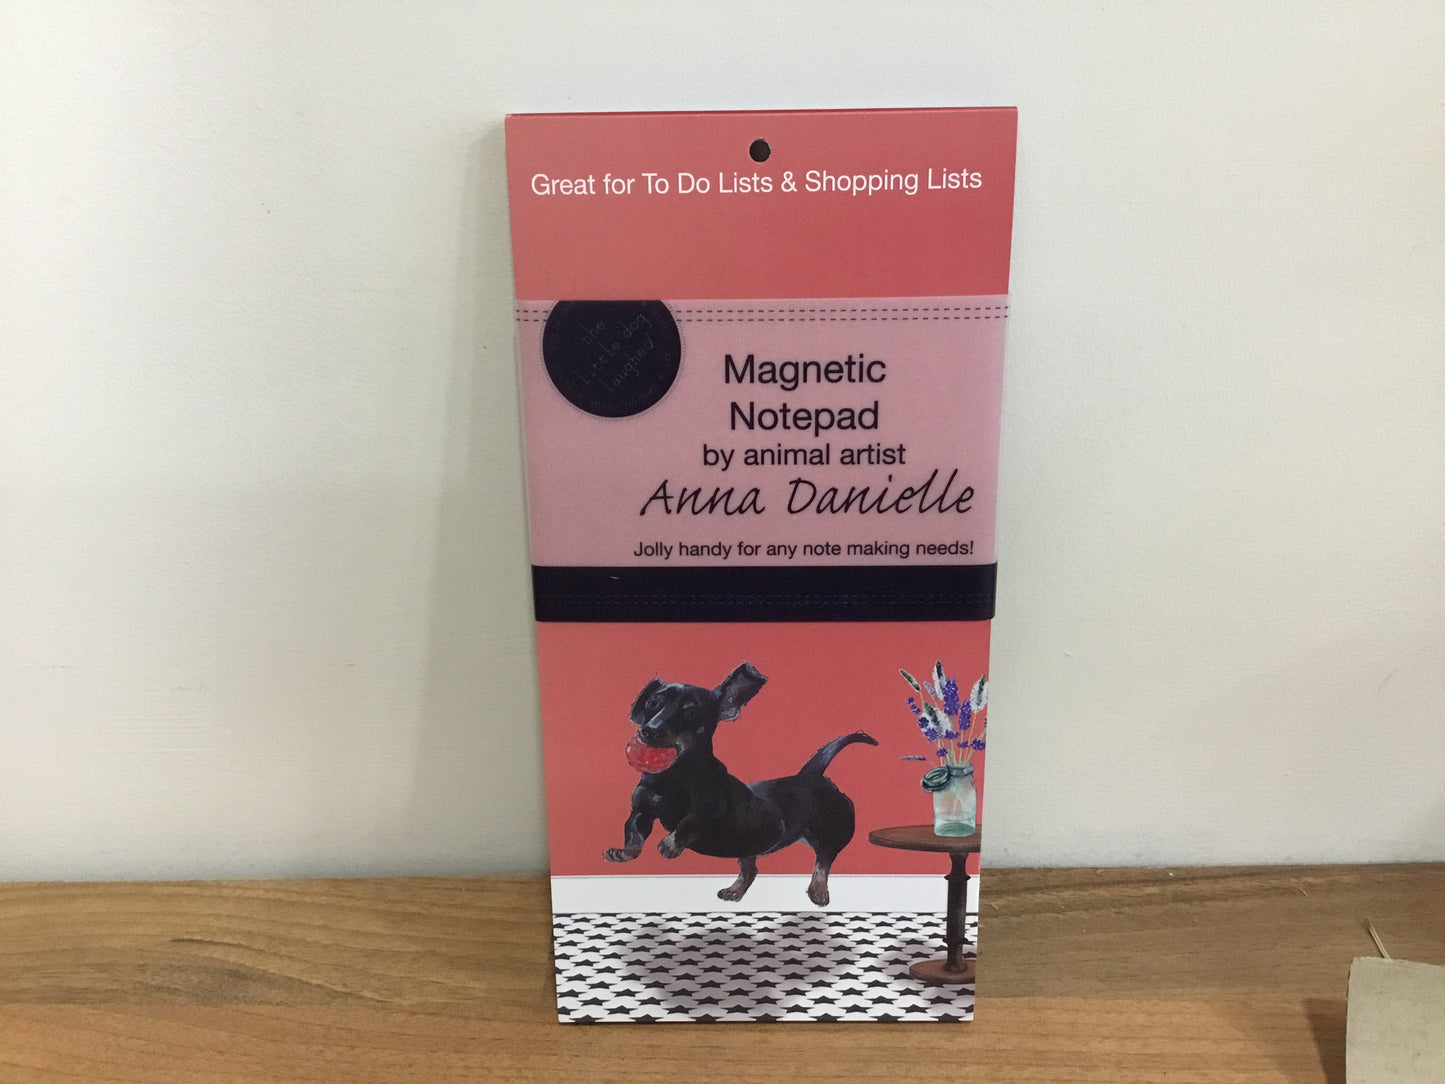 Great for To Do Lists & Shopping Lists
the
little dog
laughed
Magnetic
Notepad
by animal artist
Anna Danielle
Jolly handy for any note making needs!